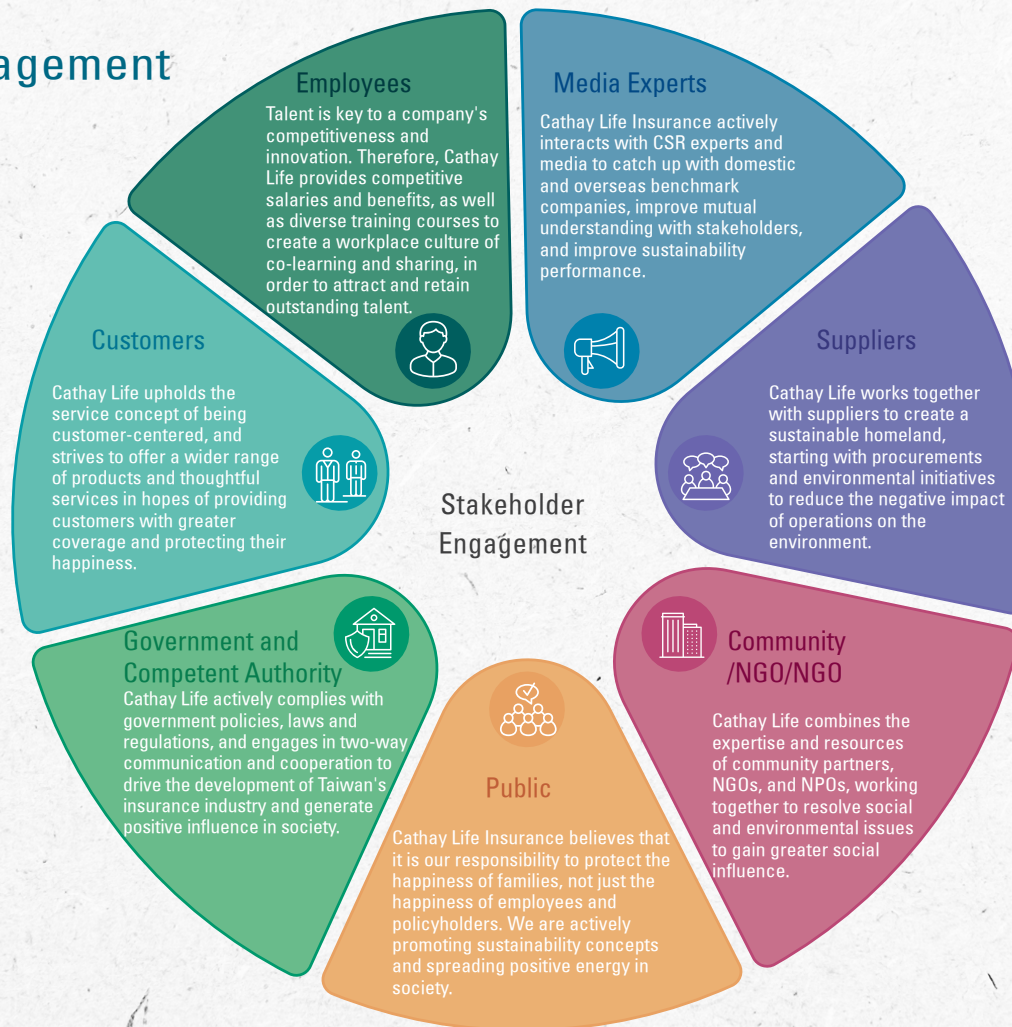 agement
Employees
Talent is key to a company's
competitiveness and
innovation. Therefore, Cathay
Life provides competitive
salaries and benefits, as well
as diverse training courses to
create a workplace culture of
co-learning and sharing, in
order to attract and retain
outstanding talent.
Media Experts
Cathay Life Insurance actively
interacts with CSR experts and
media to catch up with domestic
and overseas benchmark
companies, improve mutual
understanding with stakeholders,
and improve sustainability
performance.
Customers
Cathay Life upholds the
service concept of being
customer-centered, and
strives to offer a wider range
of products and thoughtful
services in hopes of providing
customers with greater
coverage and protecting their
happiness.
Suppliers
Cathay Life works together
with suppliers to create a
sustainable homeland,
starting with procurements
and environmental initiatives
to reduce the negative impact
of operations on the
environment.
Stakeholder
Engagement
Government and
Competent Authority
Cathay Life actively complies with
government policies, laws and
regulations, and engages in two-way
communication and cooperation to
drive the development of Taiwan's
insurance industry and generate
positive influence in society.
Community
/NGO/NGO
Cathay Life combines the
expertise and resources
of community partners,
NGOs, and NPOs, working
together to resolve social
and environmental issues
to gain greater social
influence.
Public
Cathay Life Insurance believes that
it is our responsibility to protect the
happiness of families, not just the
happiness of employees and
policyholders. We are actively
promoting sustainability concepts
and spreading positive energy in
society.